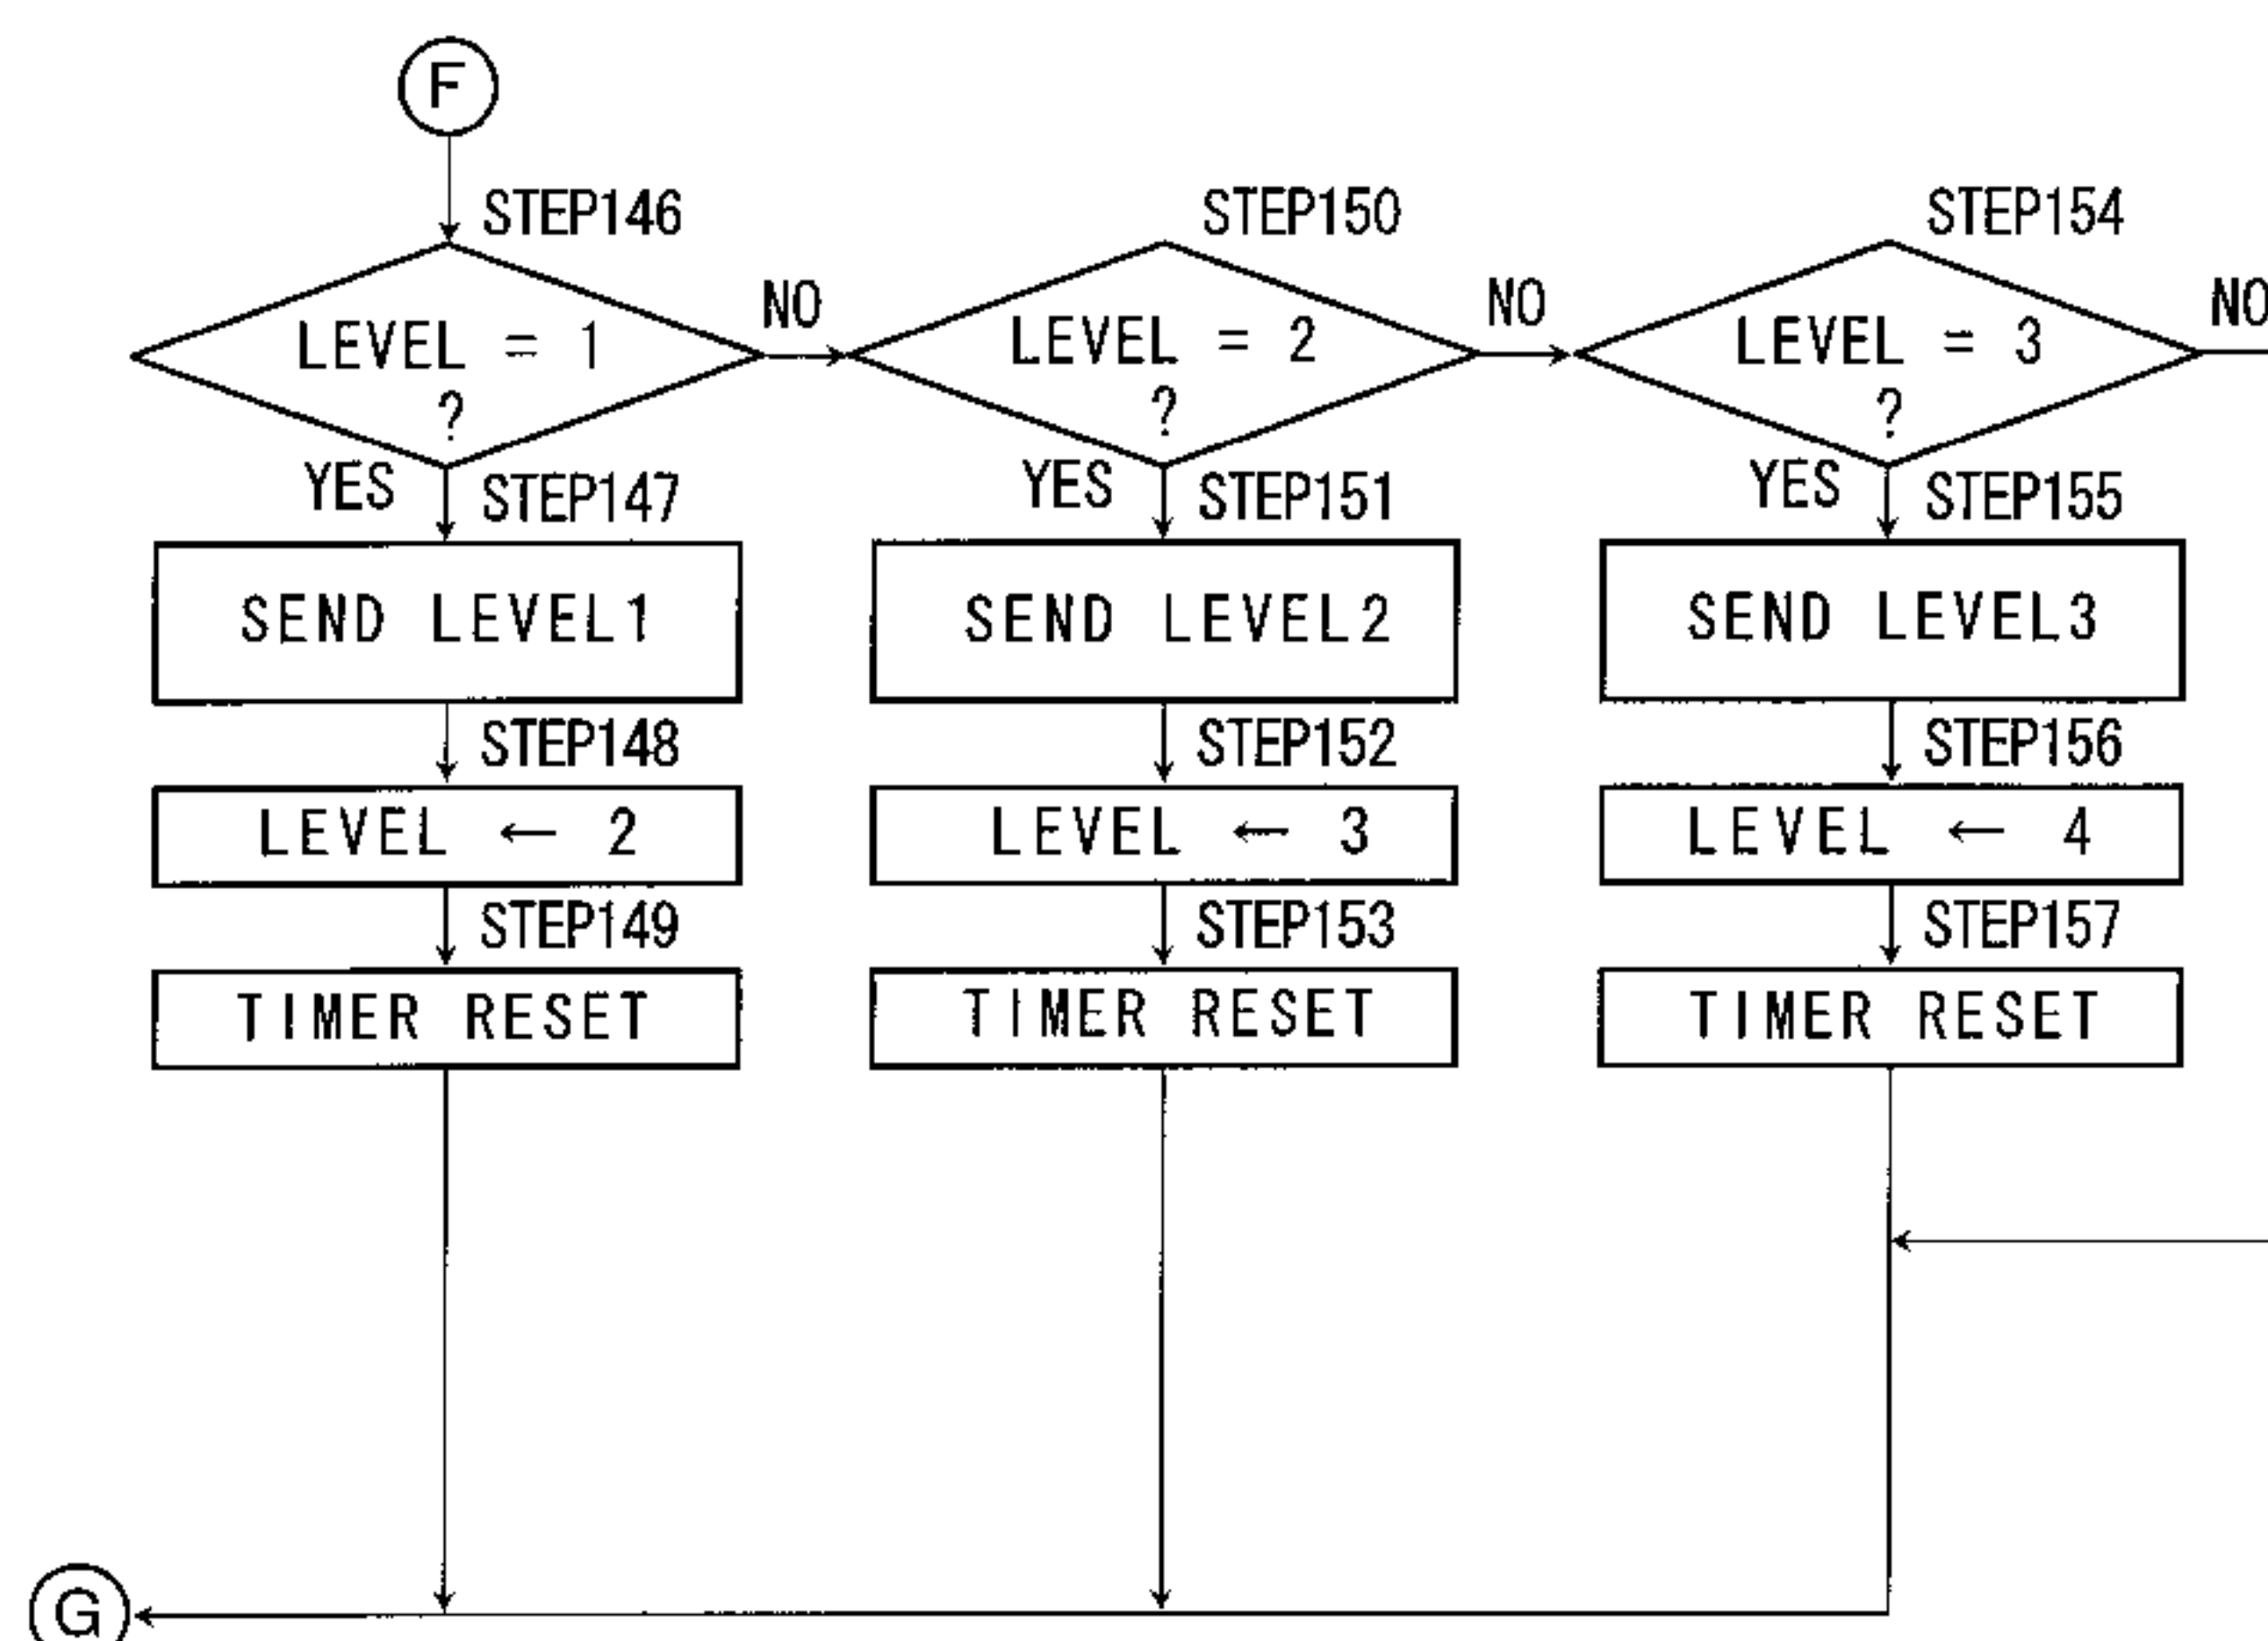 F
STEP146
STEP150
STEP154
NO
NO
NO
LEVEL = 1
?
LEVEL = 2
?
LEVEL = 3
?
YES
STEP147
YES
STEP151
YES
STEP155
SEND LEVEL1
SEND LEVEL2
SEND LEVEL3
STEP148
STEP152
STEP156
LEVEL ← 2
LEVEL ← 3
LEVEL ← 4
STEP149
STEP153
STEP157
TIMER RESET
TIMER RESET
TIMER RESET
G